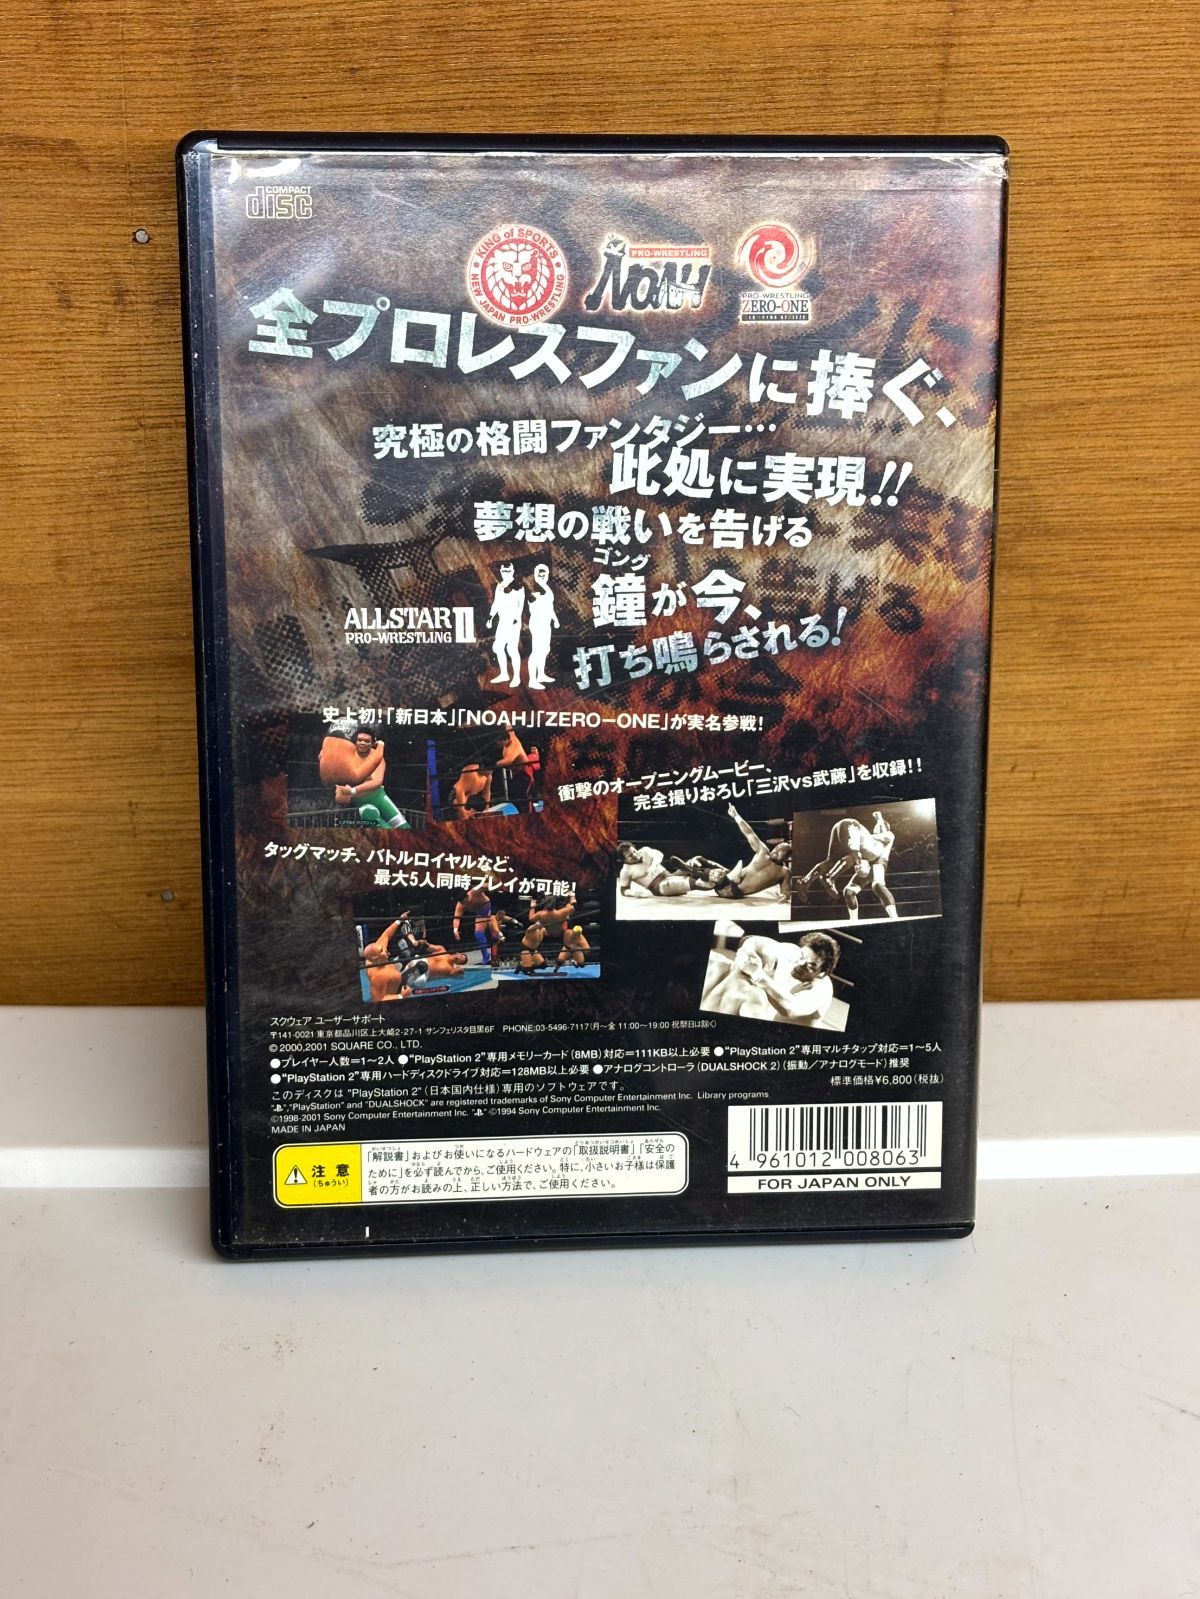 COMPACT
disc
KING of SPORTS
NEW JAPAN PRO-WRESTLING
PRO-WRESTLING
NOAH
PRO-WRESTLING
ZERO-ONE
全プロレスファンに捧ぐ、
究極の格闘ファンタジー…
此処に実現!!
夢想の戦いを告げる
ゴング
鐘が今、
打ち鳴らされる!
ALLSTAR II
PRO-WRESTLING
史上初!「新日本」「NOAH」「ZERO-ONE」が実名参戦!
衝撃のオープニングムービー、
完全撮りおろし「三沢vs武藤」を収録!!
タッグマッチ、バトルロイヤルなど、
最大5人同時プレイが可能!
スクウェア ユーザーサポート
〒141-0021 東京都品川区上大崎2-27-1 サンフェリスタ目黒6F PHONE:03-5496-7117(月〜金 11:00〜19:00 祝祭日は除く)
©2000,2001 SQUARE CO., LTD.
●プレイヤー人数=1〜2人 ●"PlayStation 2"専用メモリーカード(8MB)対応=111KB以上必要 ●"PlayStation 2"専用マルチタップ対応=1〜5人
●"PlayStation 2"専用ハードディスクドライブ対応=128MB以上必要 ●アナログコントローラ(DUALSHOCK 2)(振動/アナログモード)推奨
標準価格¥6,800(税抜)
このディスクは "PlayStation 2"(日本国内仕様)専用のソフトウェアです。
"PlayStation" and "DUALSHOCK" are registered trademarks of Sony Computer Entertainment Inc. Library programs
©1998-2001 Sony Computer Entertainment Inc. ©1994 Sony Computer Entertainment Inc.
MADE IN JAPAN
注意
(ちゅうい)
「解説書」およびお使いになるハードウェアの「取扱説明書」「安全の
ために」を必ず読んでから、ご使用ください。特に、小さいお子様は保護
者の方がお読みの上、正しい方法で、ご使用ください。
4 961012 008063
FOR JAPAN ONLY